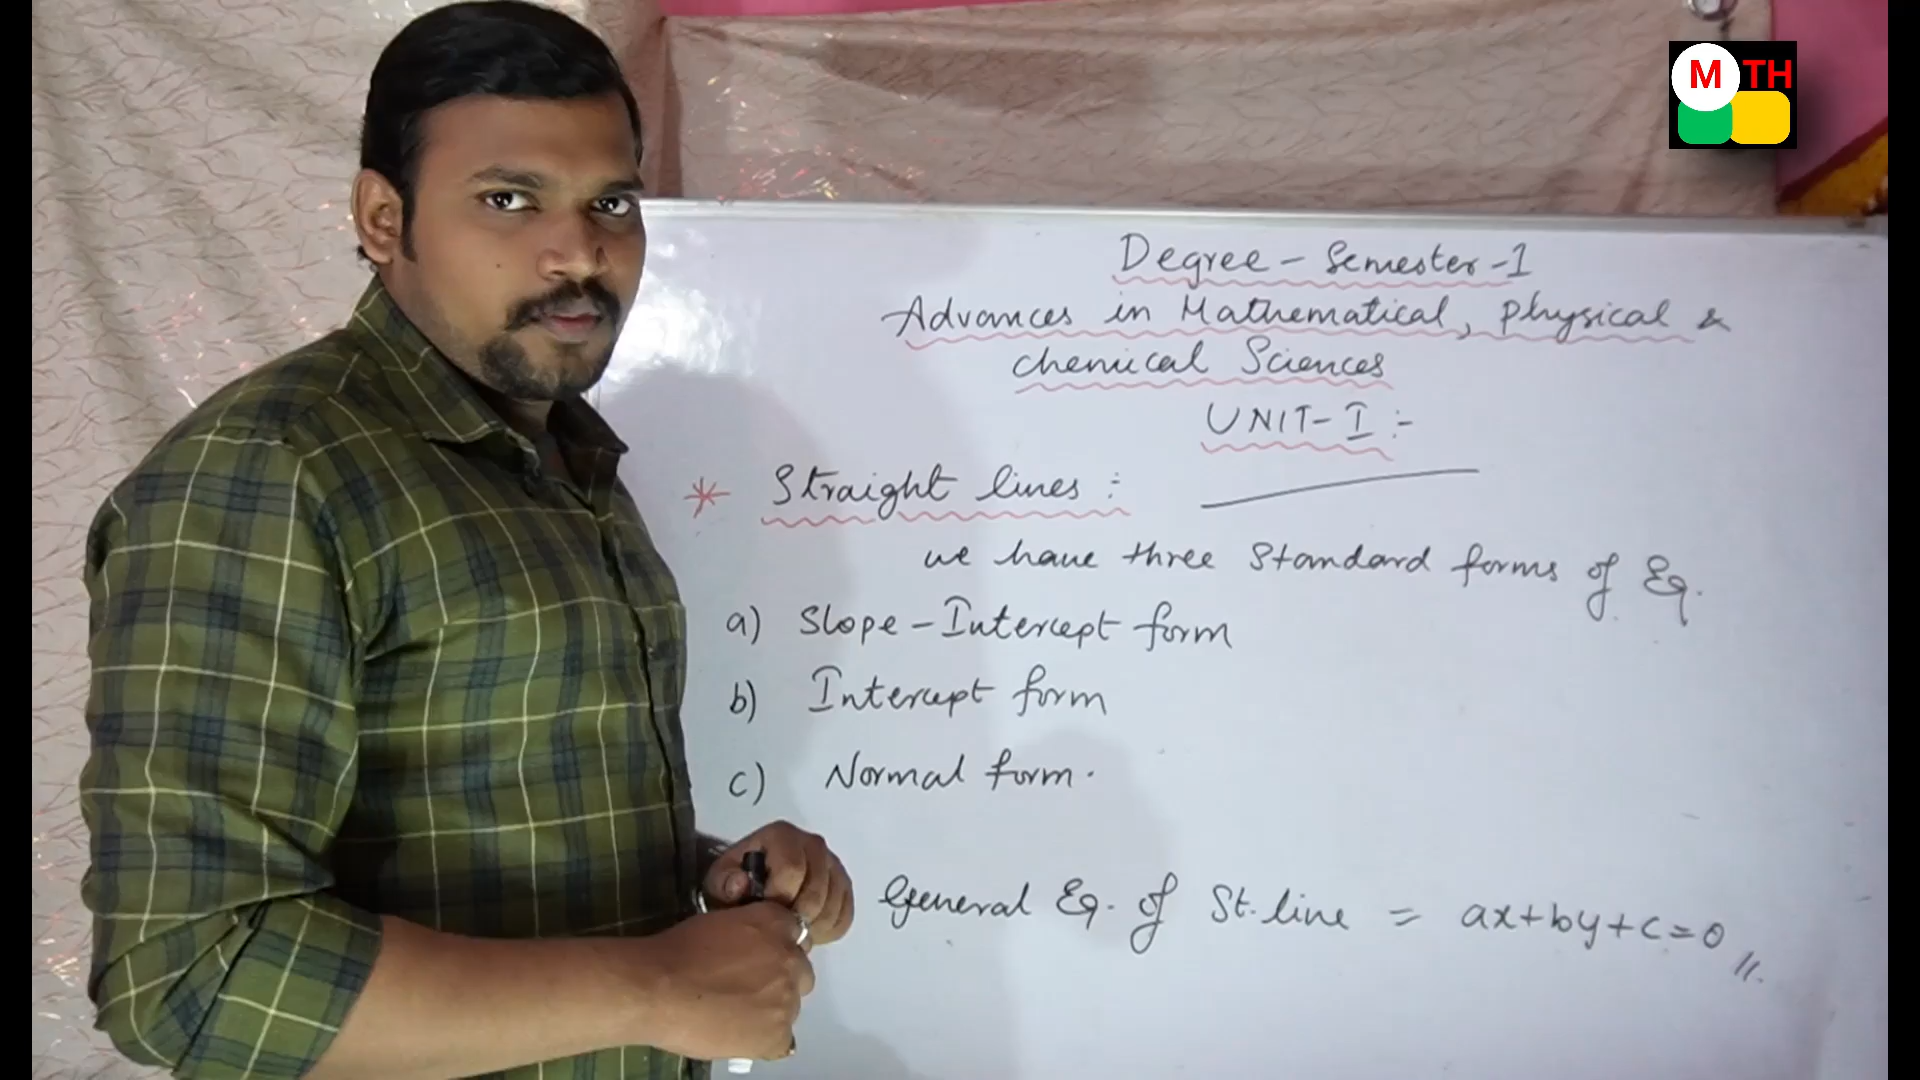 M TH
Degree - Semester - 1
Advances in Mathematical, Physical &
Chemical Sciences
UNIT - I :-
* Straight lines :
we have three Standard forms of Eq.
a) Slope - Intercept form
b) Intercept form
c) Normal form.
General Eq. of St. line = ax+by+c=0 //.